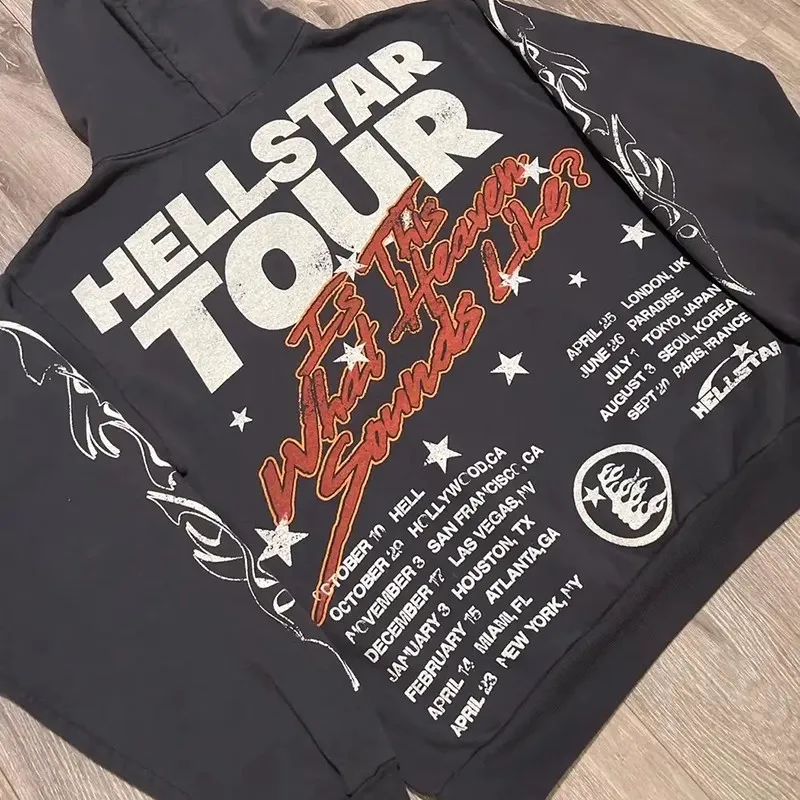 HELLSTAR
TOUR
Is This
What Heaven
Sounds Like?
OCTOBER 10 HELL
OCTOBER 29 HOLLYWOOD,CA
NOVEMBER 3 SAN FRANCISCO, CA
DECEMBER 17 LAS VEGAS, NV
JANUARY 3 HOUSTON, TX
FEBRUARY 15 ATLANTA,GA
APRIL 14 MIAMI, FL
APRIL 23 NEW YORK, NY
APRIL 25 LONDON, UK
JUNE 26 PARADISE
JULY 1 TOKYO, JAPAN
AUGUST 3 SEOUL, KOREA
SEPT 20 PARIS, FRANCE
HELLSTAR